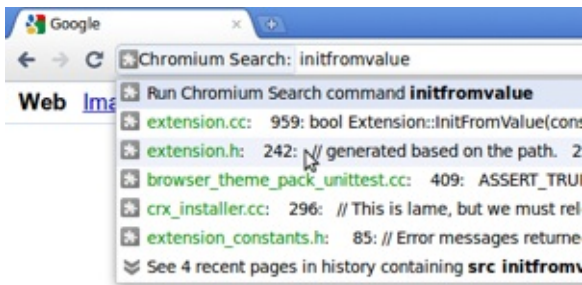 Google
Chromium Search: initfromvalue
Web Ima
Run Chromium Search command initfromvalue
extension.cc: 959: bool Extension::InitFromValue(cons
extension.h: 242: // generated based on the path. 2
browser_theme_pack_unittest.cc: 409: ASSERT_TRU
crx_installer.cc: 296: // This is lame, but we must rel
extension_constants.h: 85: // Error messages returne
See 4 recent pages in history containing src initfromv